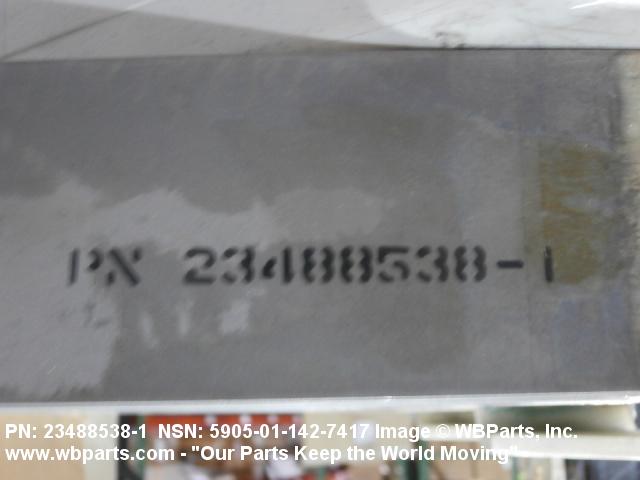 PN 23488538-1
PN: 23488538-1 NSN: 5905-01-142-7417 Image © WBParts, Inc.
www.wbparts.com - "Our Parts Keep the World Moving"